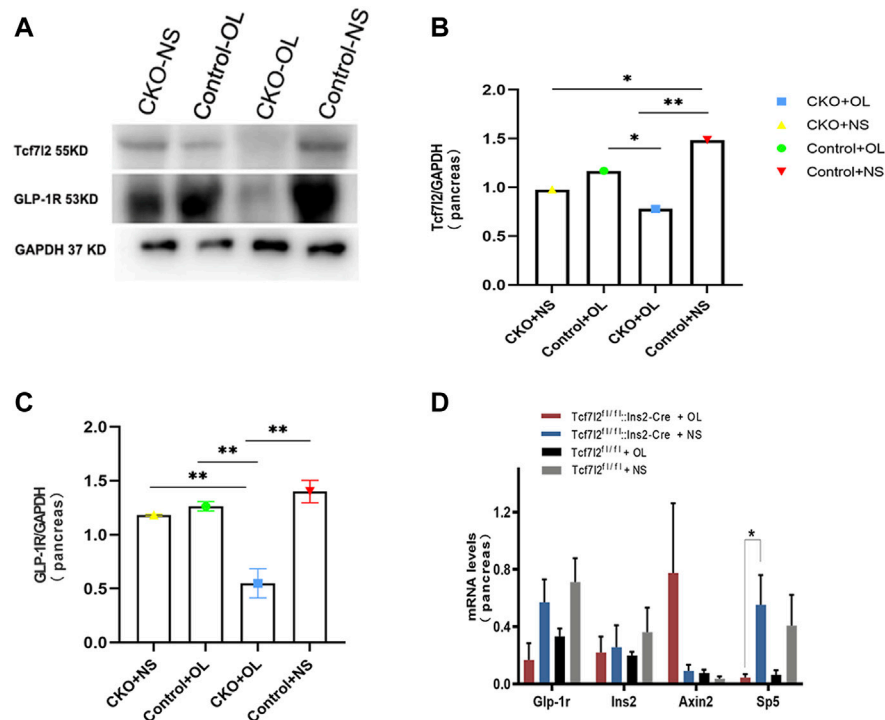 A
CKO-NS
Control-OL
CKO-OL
Control-NS
Tcf7l2 55KD
GLP-1R 53KD
GAPDH 37 KD
B
Tcf7l2/GAPDH
( pancreas)
2.0
1.5
1.0
0.5
0.0
*
**
*
CKO+NS
Control+OL
CKO+OL
Control+NS
CKO+OL
CKO+NS
Control+OL
Control+NS
C
GLP-1R/GAPDH
( pancreas)
2.0
1.5
1.0
0.5
0.0
**
**
**
CKO+NS
Control+OL
CKO+OL
Control+NS
D
Tcf7l2fl/fl::Ins2-Cre + OL
Tcf7l2fl/fl::Ins2-Cre + NS
Tcf7l2fl/fl + OL
Tcf7l2fl/fl + NS
mRNA levels
(pancreas)
1.2
0.8
0.4
0.0
*
Glp-1r
Ins2
Axin2
Sp5